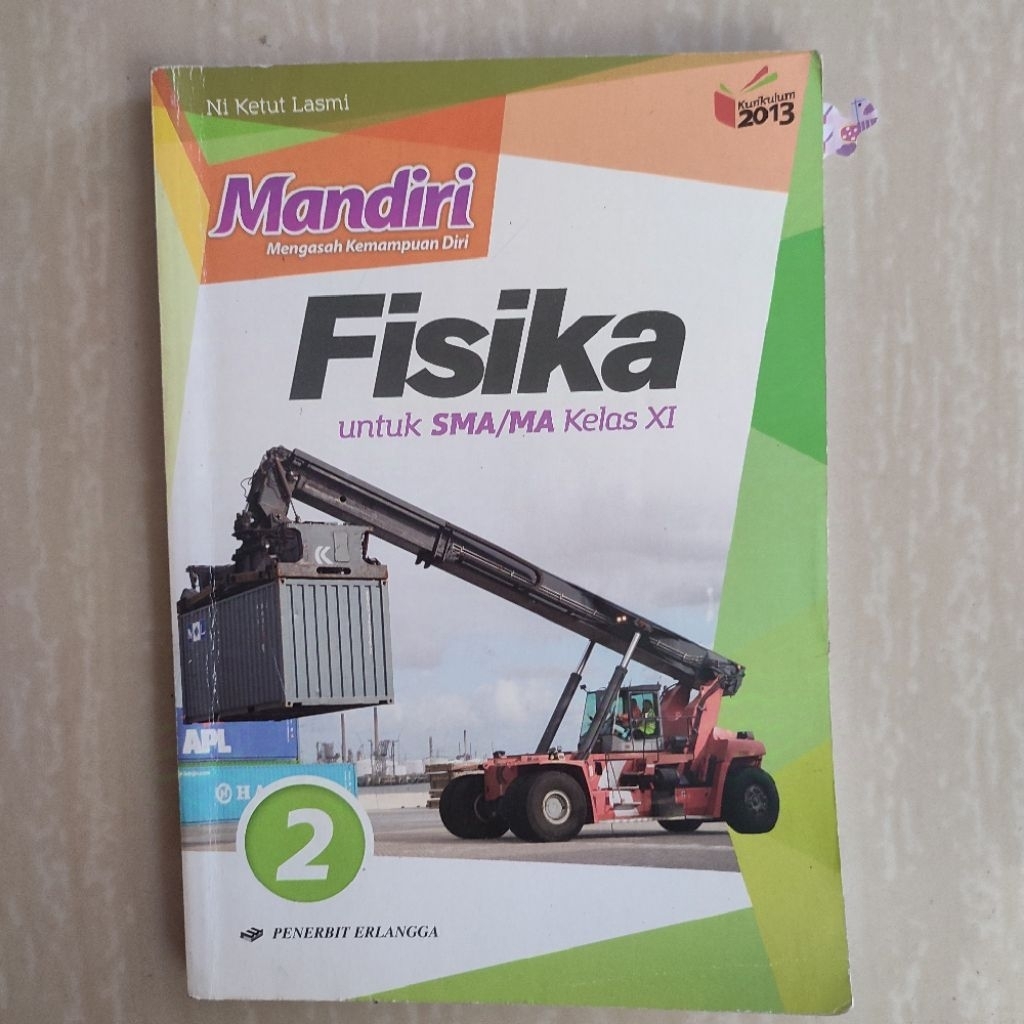 Ni Ketut Lasmi
Kurikulum
2013
Mandiri
Mengasah Kemampuan Diri
Fisika
untuk SMA/MA Kelas XI
APL
2
PENERBIT ERLANGGA